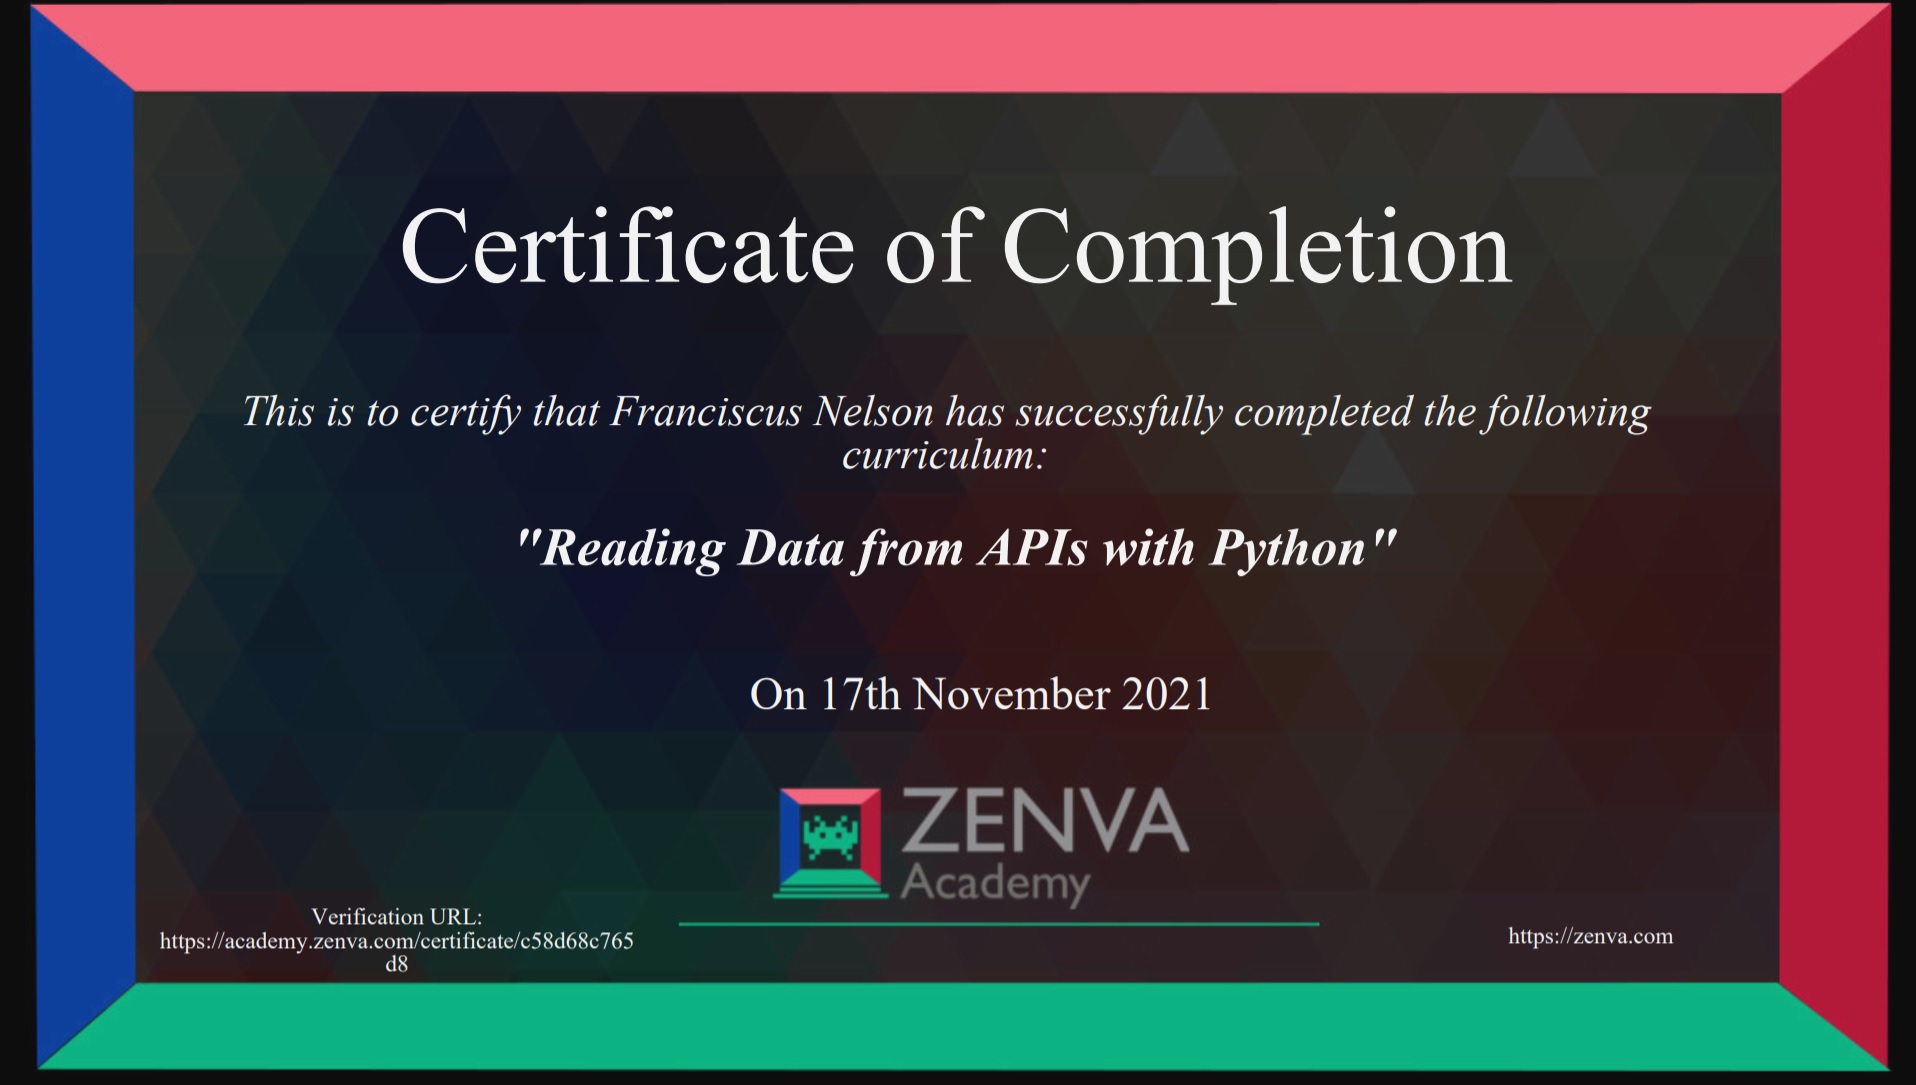 Certificate of Completion
This is to certify that Franciscus Nelson has successfully completed the following
curriculum:
"Reading Data from APIs with Python"
On 17th November 2021
ZENVA
Academy
Verification URL:
https://academy.zenva.com/certificate/c58d68c765
d8
https://zenva.com